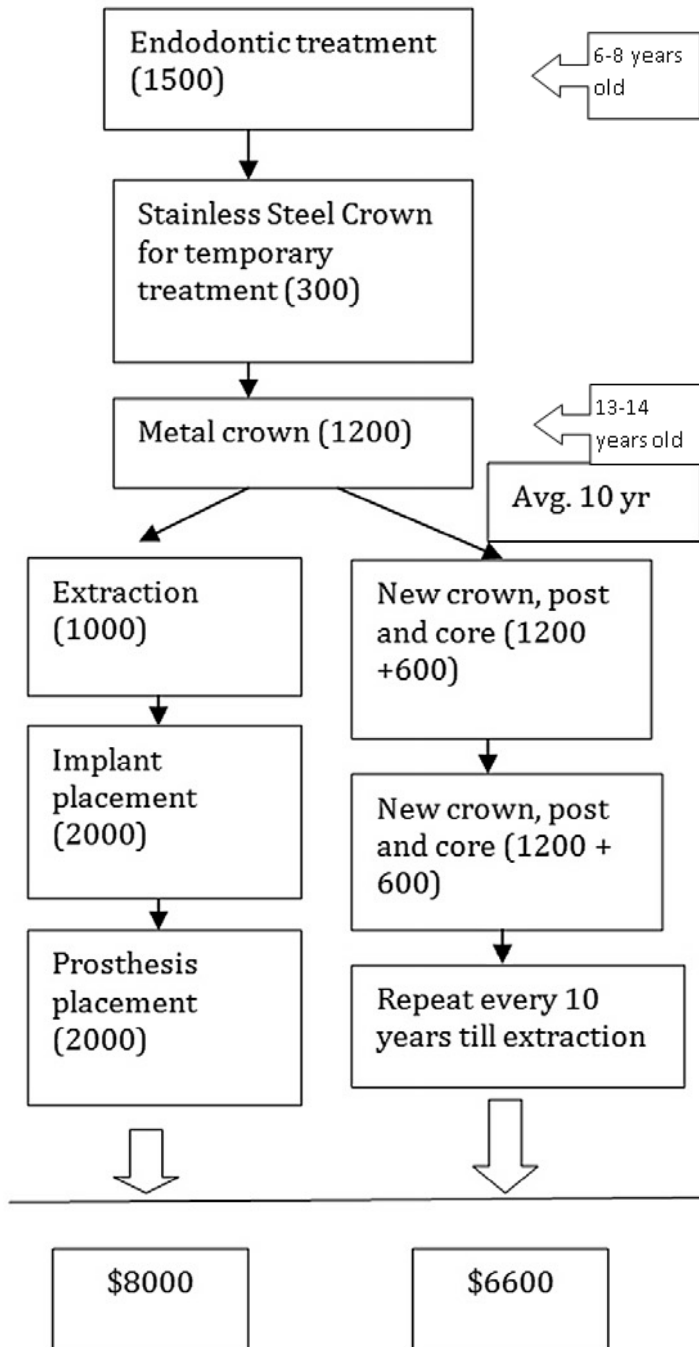 Endodontic treatment
(1500)
6-8 years
old
Stainless Steel Crown
for temporary
treatment (300)
Metal crown (1200)
13-14
years old
Avg. 10 yr
Extraction
(1000)
Implant
placement
(2000)
Prosthesis
placement
(2000)
New crown, post
and core (1200
+600)
New crown, post
and core (1200 +
600)
Repeat every 10
years till extraction
$8000
$6600